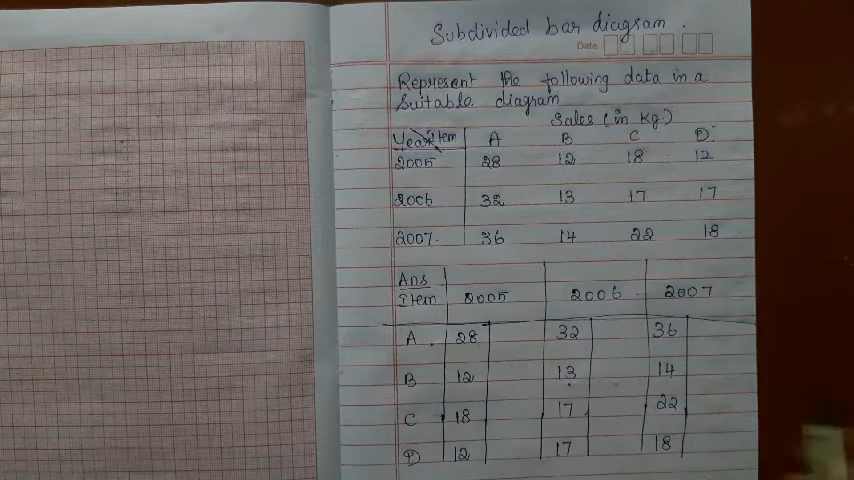 Subdivided bar diagram.
Date
Represent the following data in a
Suitable diagram
Sales (in Kg)
Year Item A B C D
2005 28 12 18 12
2006 32 13 17 17
2007. 36 14 22 18
Ans
Item 2005 2006 2007
A 28 32 36
B 12 13 14
C 18 17 22
D 12 17 18